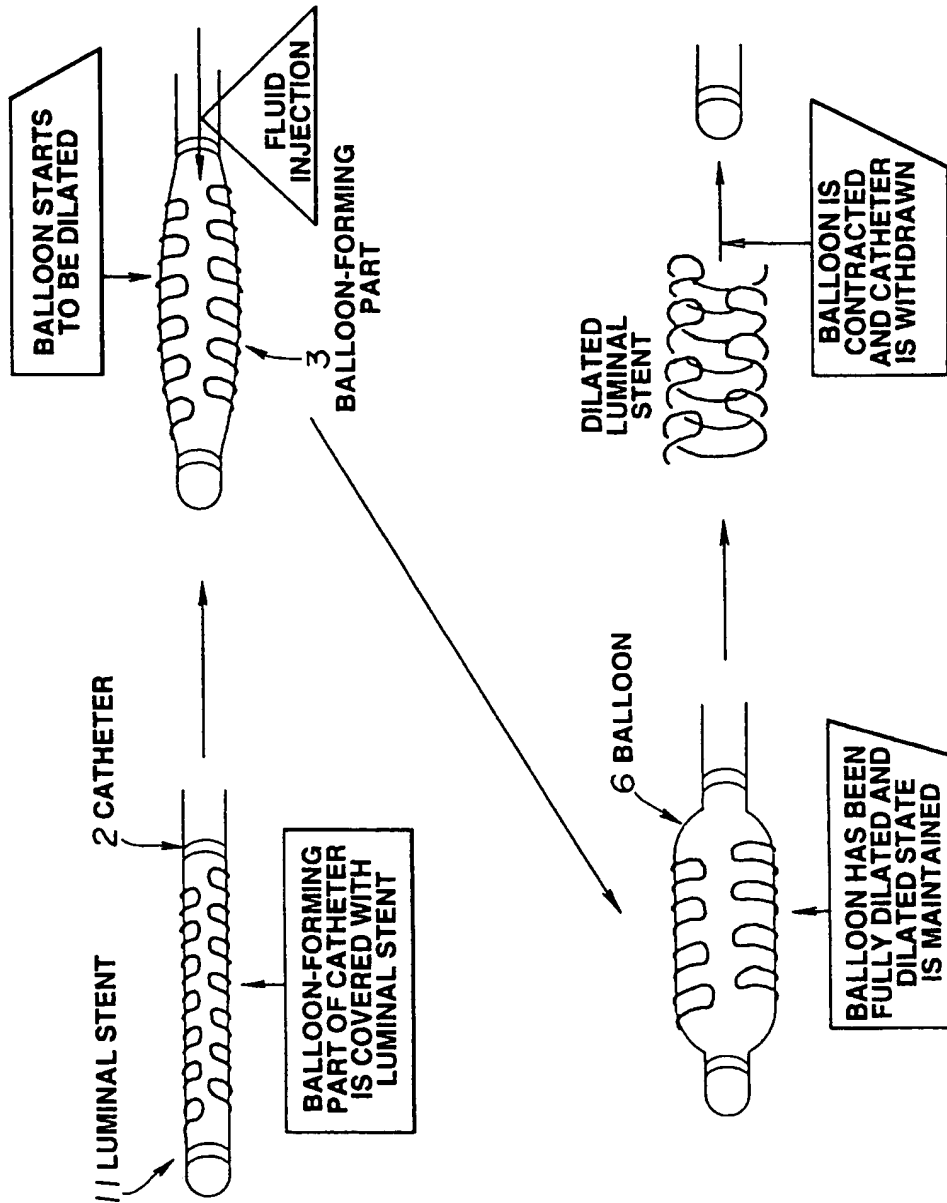 11 LUMINAL STENT
2 CATHETER
BALLOON-FORMING
PART OF CATHETER
IS COVERED WITH
LUMINAL STENT
BALLOON STARTS
TO BE DILATED
FLUID
INJECTION
3
BALLOON-FORMING
PART
6 BALLOON
BALLOON HAS BEEN
FULLY DILATED AND
DILATED STATE
IS MAINTAINED
DILATED
LUMINAL
STENT
BALLOON IS
CONTRACTED
AND CATHETER
IS WITHDRAWN